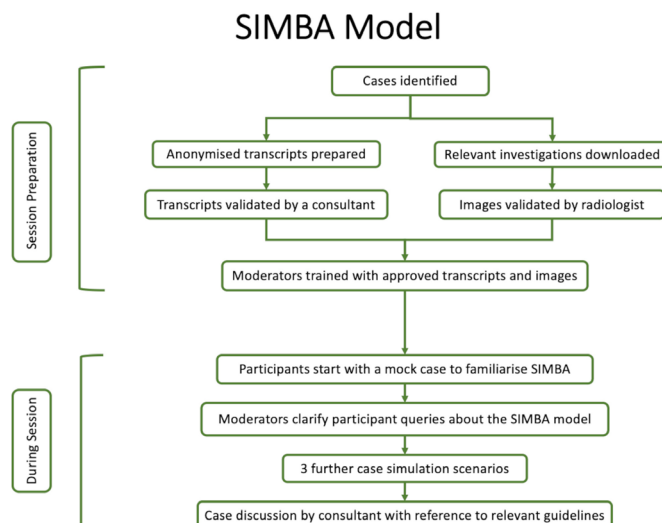 SIMBA Model
Session Preparation
Cases identified
Anonymised transcripts prepared
Relevant investigations downloaded
Transcripts validated by a consultant
Images validated by radiologist
Moderators trained with approved transcripts and images
During Session
Participants start with a mock case to familiarise SIMBA
Moderators clarify participant queries about the SIMBA model
3 further case simulation scenarios
Case discussion by consultant with reference to relevant guidelines